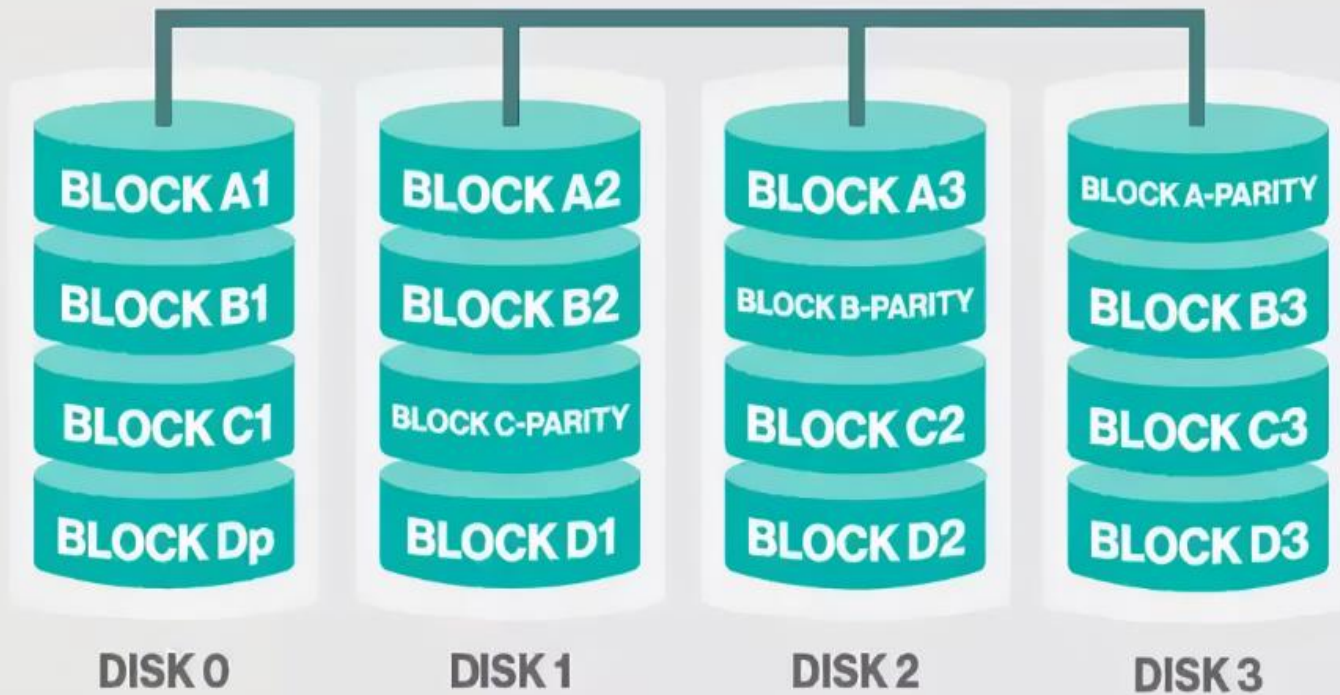 BLOCK A1 BLOCK A2 BLOCK A3 BLOCK A-PARITY
BLOCK B1 BLOCK B2 BLOCK B-PARITY BLOCK B3
BLOCK C1 BLOCK C-PARITY BLOCK C2 BLOCK C3
BLOCK Dp BLOCK D1 BLOCK D2 BLOCK D3
DISK 0 DISK 1 DISK 2 DISK 3